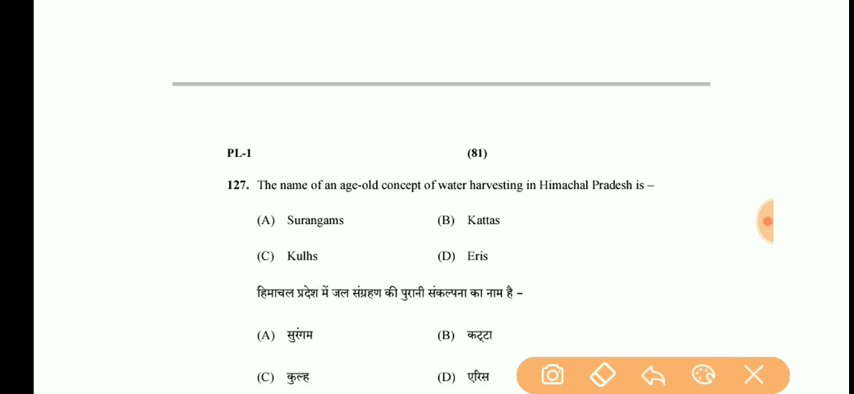 PL-1 (81)
127. The name of an age-old concept of water harvesting in Himachal Pradesh is –
(A) Surangams (B) Kattas
(C) Kulhs (D) Eris
हिमाचल प्रदेश में जल संग्रहण की पुरानी संकल्पना का नाम है –
(A) सुरंगम (B) कट्टा
(C) कुल्ह (D) एरिस